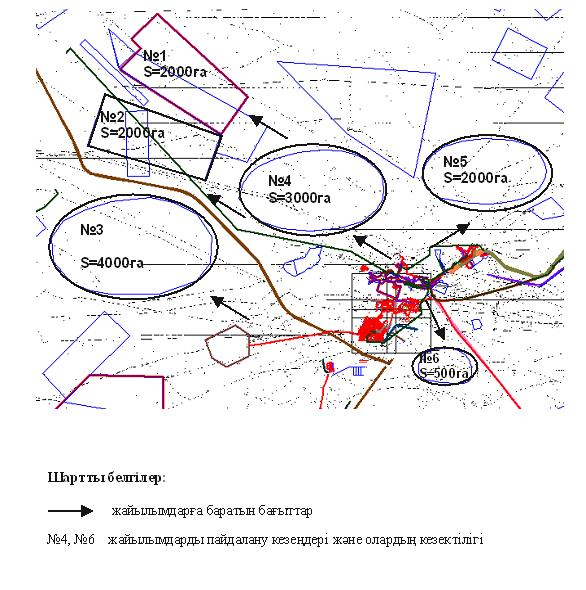 №1
S=2000га
№2
S=2000га
№4
S=3000га
№5
S=2000га
№3
S=4000га
№6
S=500га
Шартты белгілер:
жайылымдарға баратын бағыттар
№4, №6 жайылымдарды пайдалану кезеңдері және олардың кезектілігі